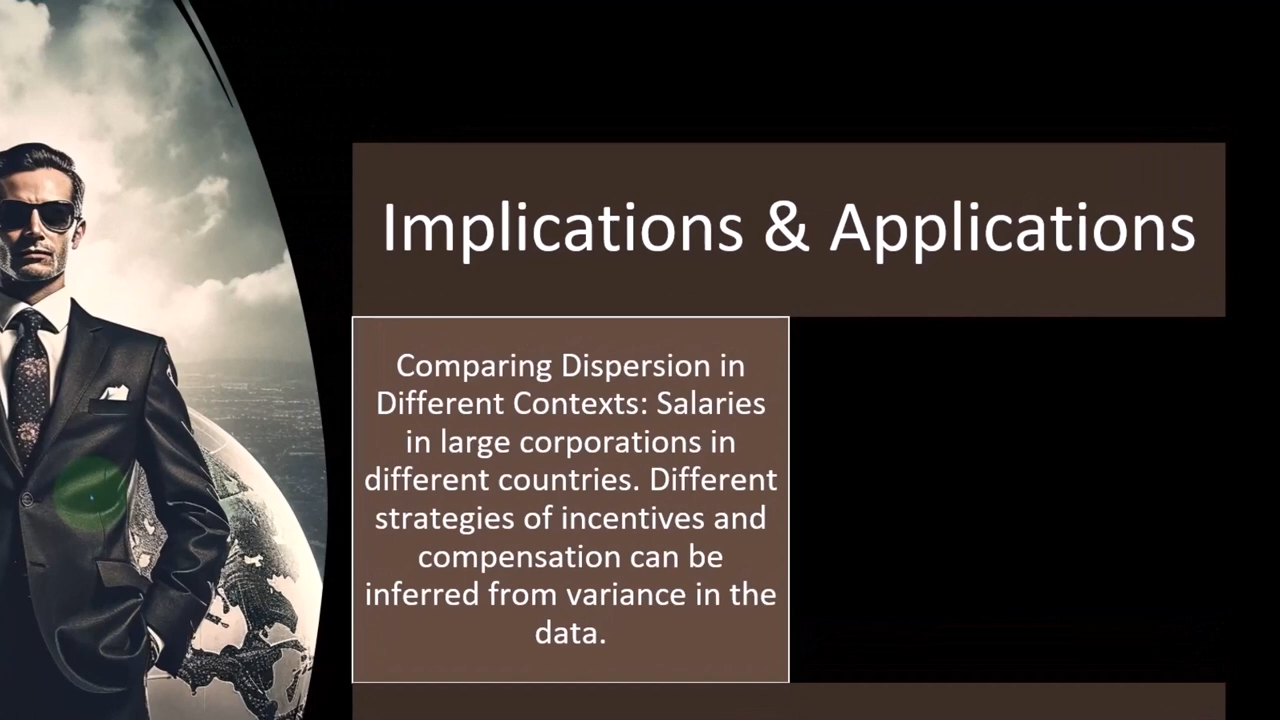 Implications & Applications
Comparing Dispersion in
Different Contexts: Salaries
in large corporations in
different countries. Different
strategies of incentives and
compensation can be
inferred from variance in the
data.